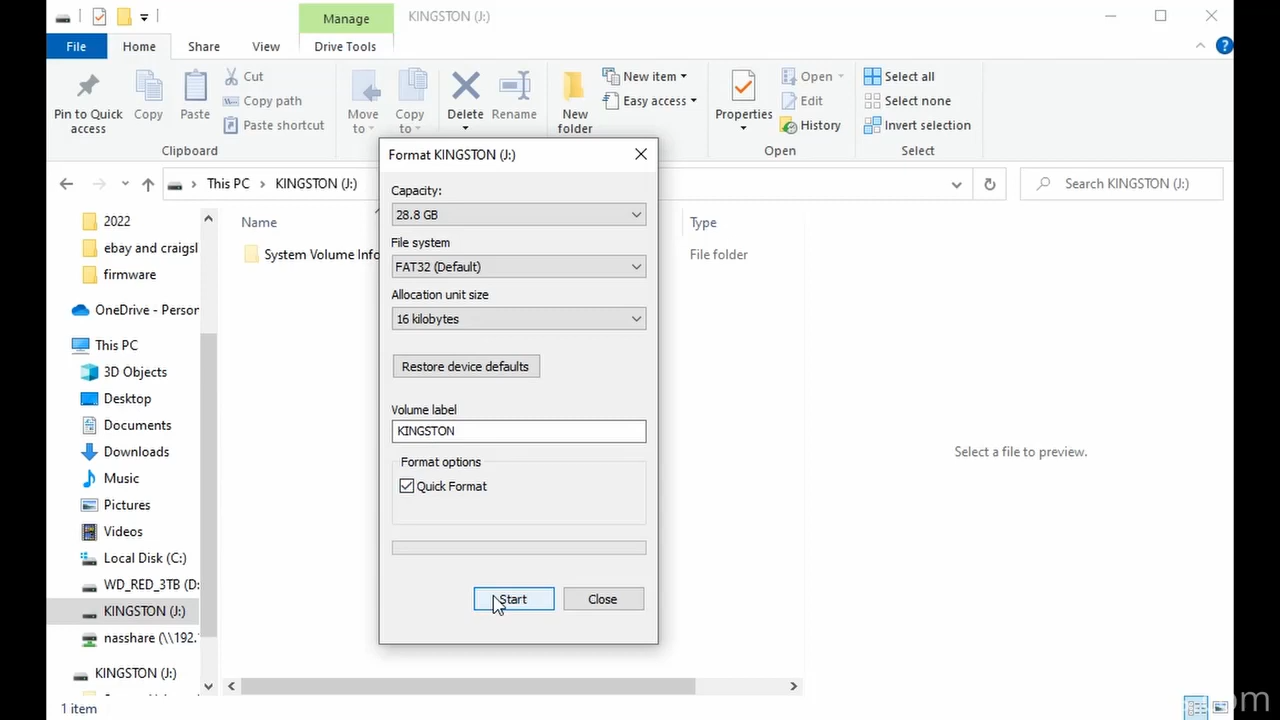 Manage
KINGSTON (J:)
File
Home
Share
View
Drive Tools
Pin to Quick
access
Copy
Paste
Cut
Copy path
Paste shortcut
Clipboard
Move
to
Copy
to
Delete
Rename
New
folder
New item
Easy access
Properties
Open
Edit
History
Open
Select all
Select none
Invert selection
Select
This PC
KINGSTON (J:)
Search KINGSTON (J:)
2022
ebay and craigsl
firmware
OneDrive - Person
This PC
3D Objects
Desktop
Documents
Downloads
Music
Pictures
Videos
Local Disk (C:)
WD_RED_3TB (D:
KINGSTON (J:)
nasshare (\\192.
KINGSTON (J:)
Name
Type
System Volume Info
File folder
Format KINGSTON (J:)
Capacity:
28.8 GB
File system
FAT32 (Default)
Allocation unit size
16 kilobytes
Restore device defaults
Volume label
KINGSTON
Format options
Quick Format
Start
Close
Select a file to preview.
1 item